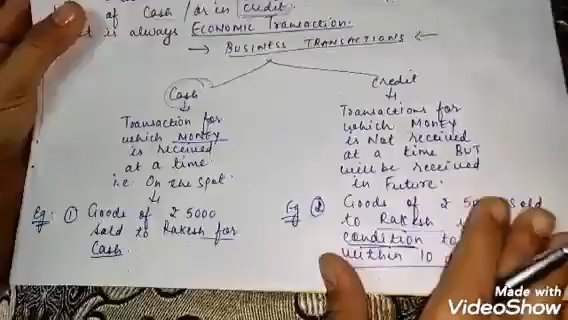 of Cash / or in Credit.
is always ECONOMIC Transaction.
→ BUSINESS TRANSACTIONS ←
Cash
Transaction for
which MONEY
is received
at a time
i.e. On the spot.
Eg: ① Goods of ₹ 5000
sold to Rakesh for
Cash.
Credit
Transactions for
which MONEY
is Not received
at a time BUT
will be received
in Future.
Eg ② Goods of ₹ sold
to Rakesh
condition
within 10
Made with
VideoShow